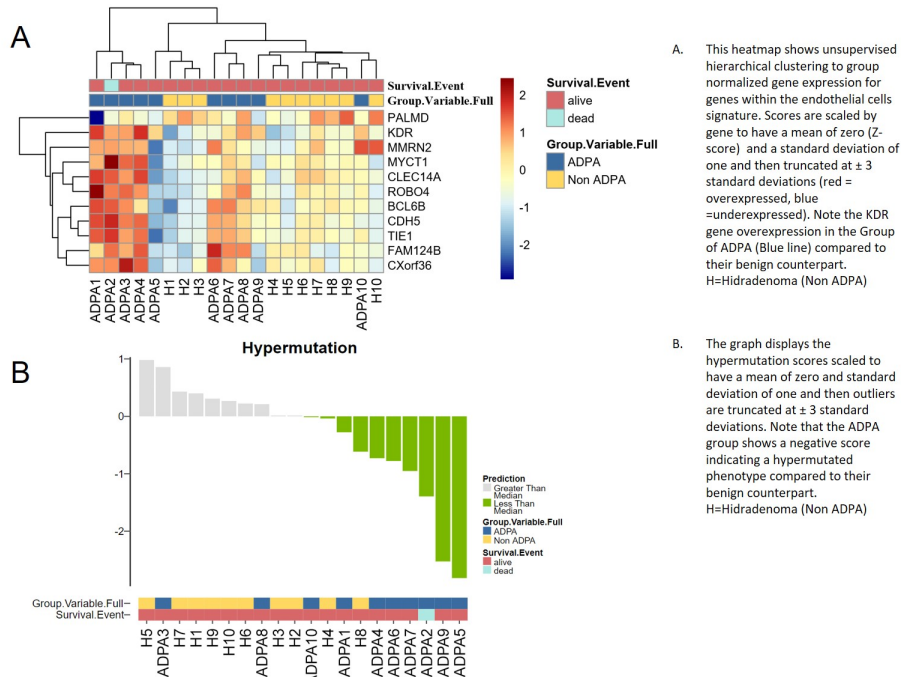 A
Survival.Event
Group.Variable.Full
PALMD
KDR
MMRN2
MYCT1
CLEC14A
ROBO4
BCL6B
CDH5
TIE1
FAM124B
CXorf36
ADPA1
ADPA2
ADPA3
ADPA4
ADPA5
H1
H2
H3
ADPA6
ADPA7
ADPA8
ADPA9
H4
H5
H6
H7
H8
H9
ADPA10
H10
2
1
0
-1
-2
Survival.Event
alive
dead
Group.Variable.Full
ADPA
Non ADPA
A. This heatmap shows unsupervised
hierarchical clustering to group
normalized gene expression for
genes within the endothelial cells
signature. Scores are scaled by
gene to have a mean of zero (Z-
score) and a standard deviation of
one and then truncated at ± 3
standard deviations (red =
overexpressed, blue
=underexpressed). Note the KDR
gene overexpression in the Group
of ADPA (Blue line) compared to
their benign counterpart.
H=Hidradenoma (Non ADPA)
B
Hypermutation
1
0
-1
-2
Prediction
Greater Than
Median
Less Than
Median
Group.Variable.Full
ADPA
Non ADPA
Survival.Event
alive
dead
Group.Variable.Full
Survival.Event
H5
ADPA3
H7
H1
H9
H10
H6
ADPA8
H3
H2
ADPA10
H4
ADPA1
H8
ADPA4
ADPA6
ADPA7
ADPA2
ADPA9
ADPA5
B. The graph displays the
hypermutation scores scaled to
have a mean of zero and standard
deviation of one and then outliers
are truncated at ± 3 standard
deviations. Note that the ADPA
group shows a negative score
indicating a hypermutated
phenotype compared to their
benign counterpart.
H=Hidradenoma (Non ADPA)